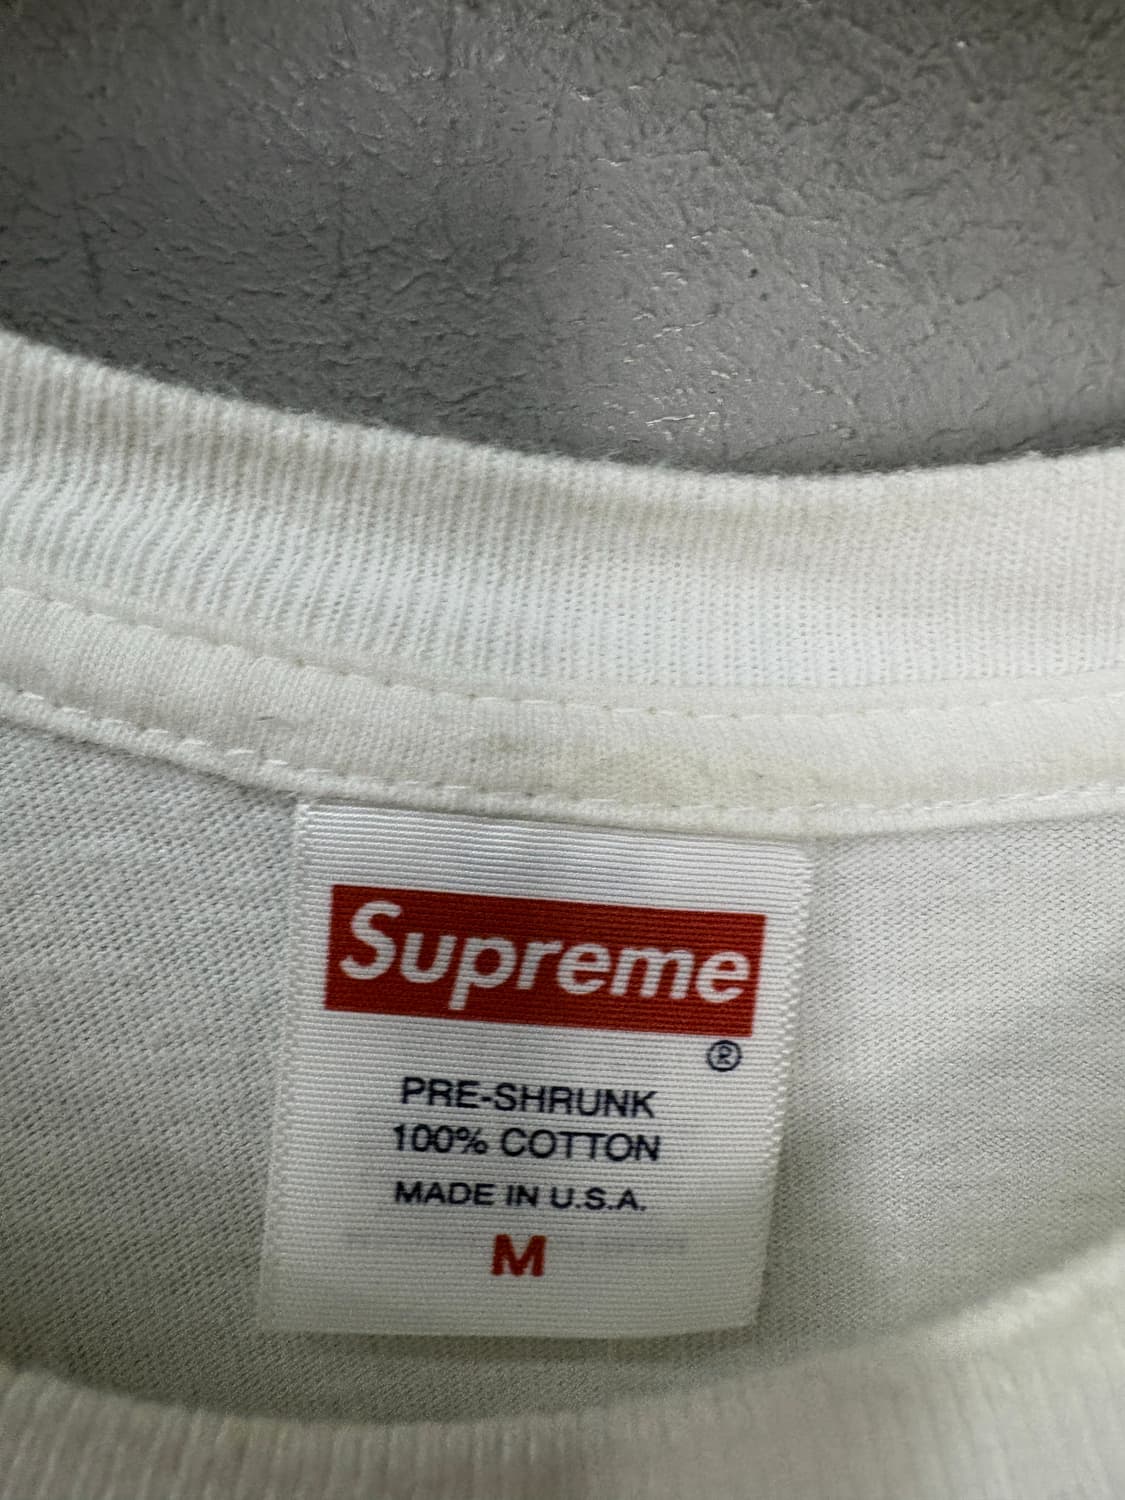 Supreme
®
PRE-SHRUNK
100% COTTON
MADE IN U.S.A.
M